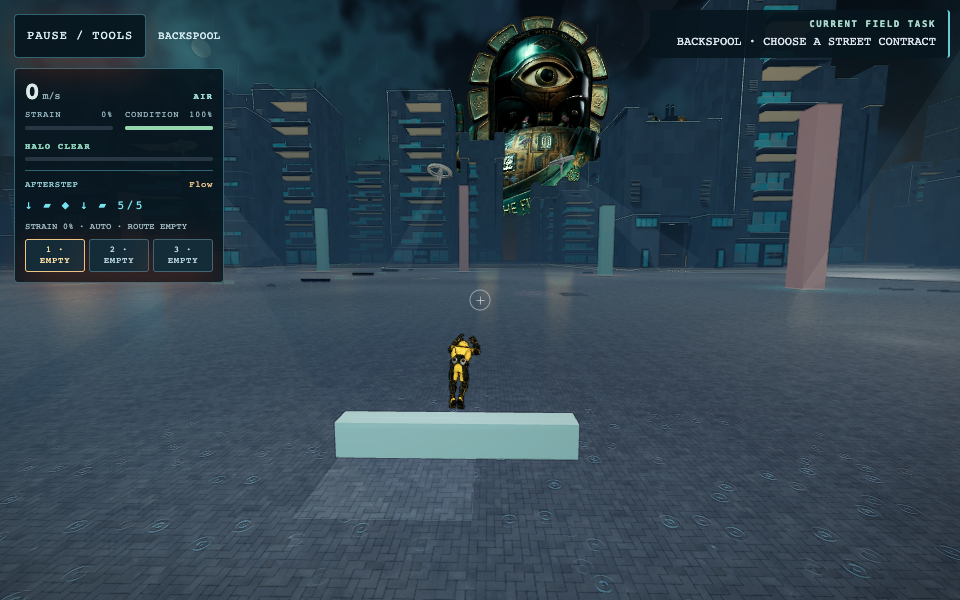 PAUSE / TOOLS
BACKSPOOL
CURRENT FIELD TASK
BACKSPOOL · CHOOSE A STREET CONTRACT
0 m/s
AIR
STRAIN 0%
CONDITION 100%
HALO CLEAR
AFTERSTEP
Flow
5/5
STRAIN 0% · AUTO · ROUTE EMPTY
1 · EMPTY
2 · EMPTY
3 · EMPTY